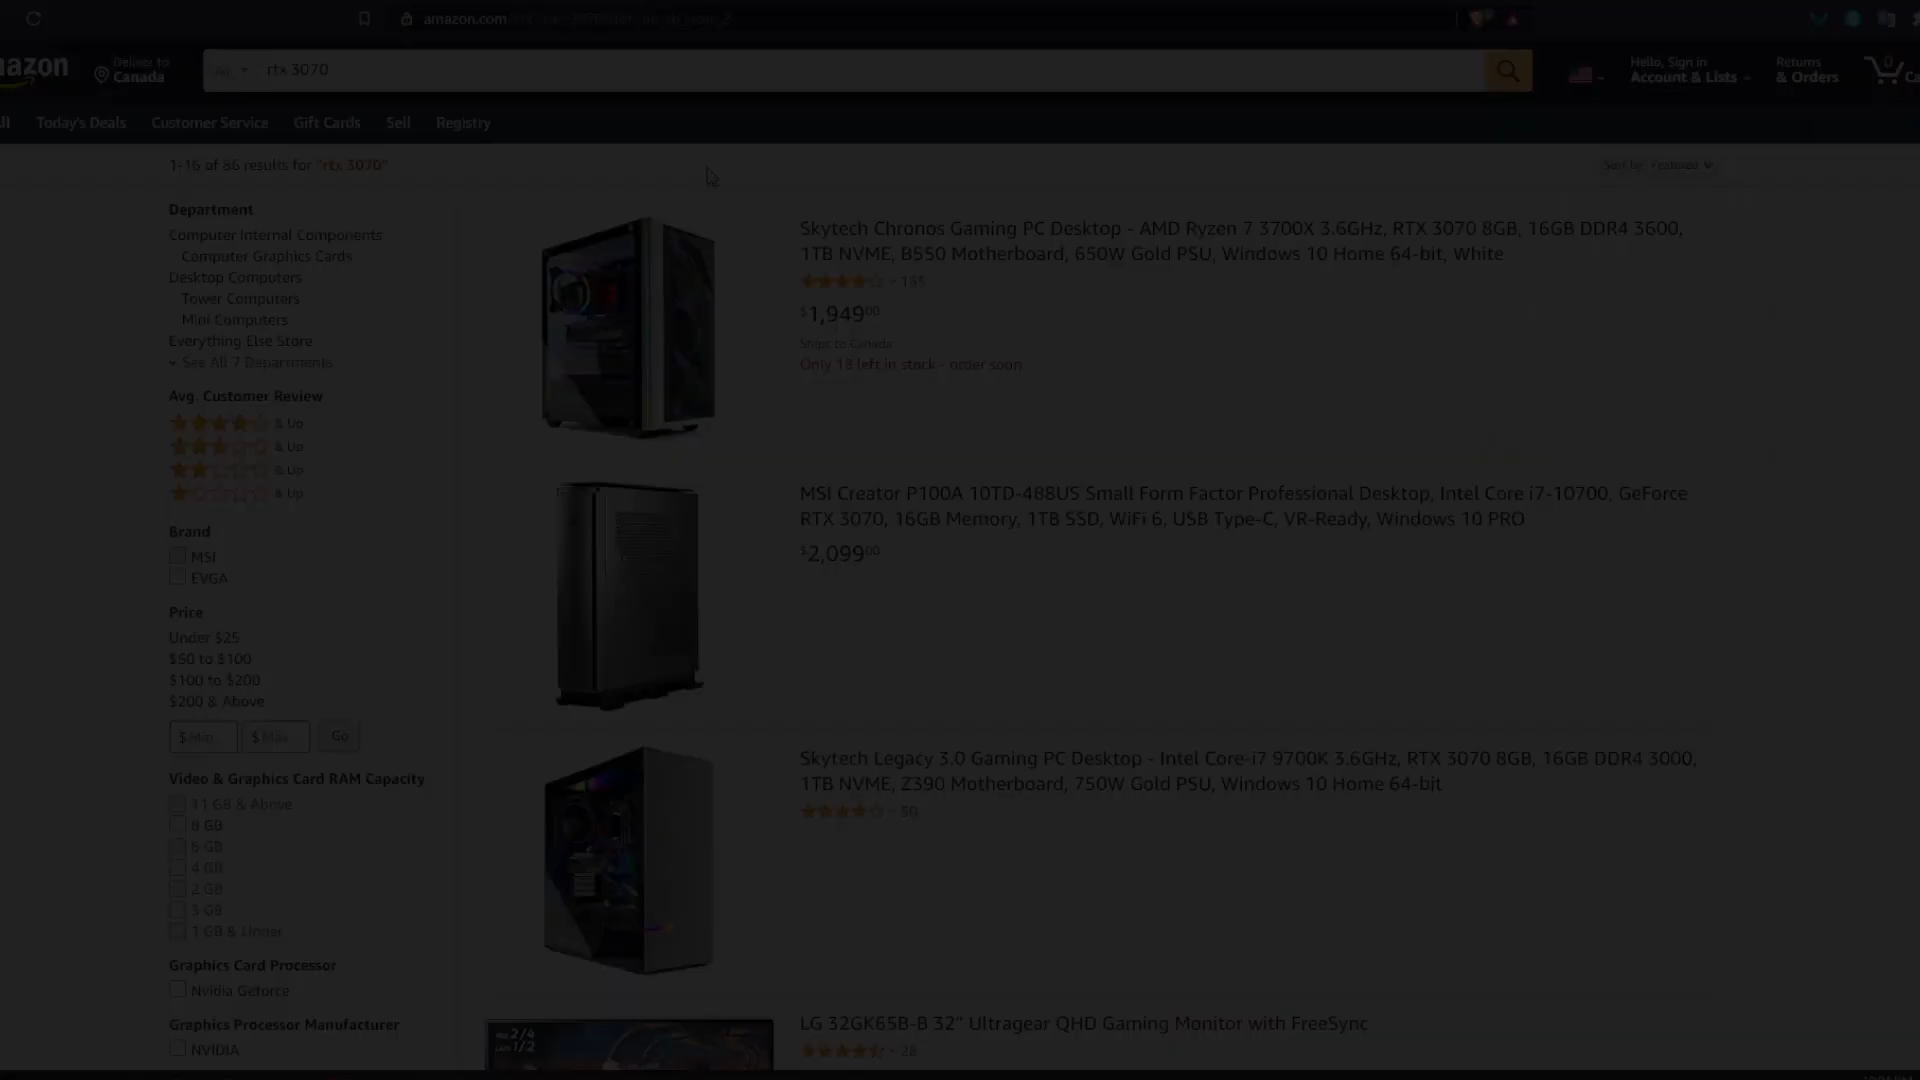 amazon.com
azon
Deliver to
Canada
All
rtx 3070
Hello, Sign in
Account & Lists
Returns
& Orders
0
Today's Deals
Customer Service
Gift Cards
Sell
Registry
1-16 of 86 results for "rtx 3070"
Sort by: Featured
Department
Computer Internal Components
Computer Graphics Cards
Desktop Computers
Tower Computers
Mini Computers
Everything Else Store
See All 7 Departments
Avg. Customer Review
& Up
& Up
& Up
& Up
Brand
MSI
EVGA
Price
Under $25
$50 to $100
$100 to $200
$200 & Above
$ Min
$ Max
Go
Video & Graphics Card RAM Capacity
11 GB & Above
8 GB
6 GB
4 GB
2 GB
3 GB
1 GB & Under
Graphics Card Processor
Nvidia Geforce
Graphics Processor Manufacturer
NVIDIA
Skytech Chronos Gaming PC Desktop - AMD Ryzen 7 3700X 3.6GHz, RTX 3070 8GB, 16GB DDR4 3600,
1TB NVME, B550 Motherboard, 650W Gold PSU, Windows 10 Home 64-bit, White
$1,94900
Ships to Canada
Only 18 left in stock - order soon
MSI Creator P100A 10TD-488US Small Form Factor Professional Desktop, Intel Core i7-10700, GeForce
RTX 3070, 16GB Memory, 1TB SSD, WiFi 6, USB Type-C, VR-Ready, Windows 10 PRO
$2,09900
Skytech Legacy 3.0 Gaming PC Desktop - Intel Core-i7 9700K 3.6GHz, RTX 3070 8GB, 16GB DDR4 3000,
1TB NVME, Z390 Motherboard, 750W Gold PSU, Windows 10 Home 64-bit
50
2/4
1/2
LG 32GK65B-B 32" Ultragear QHD Gaming Monitor with FreeSync
28